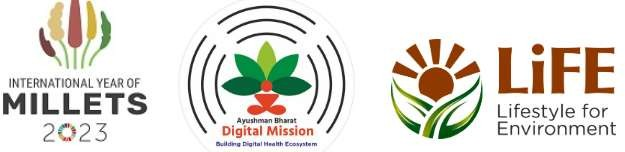 INTERNATIONAL YEAR OF
MILLETS
2023
Ayushman Bharat
Digital Mission
Building Digital Health Ecosystem
LiFE
Lifestyle for
Environment